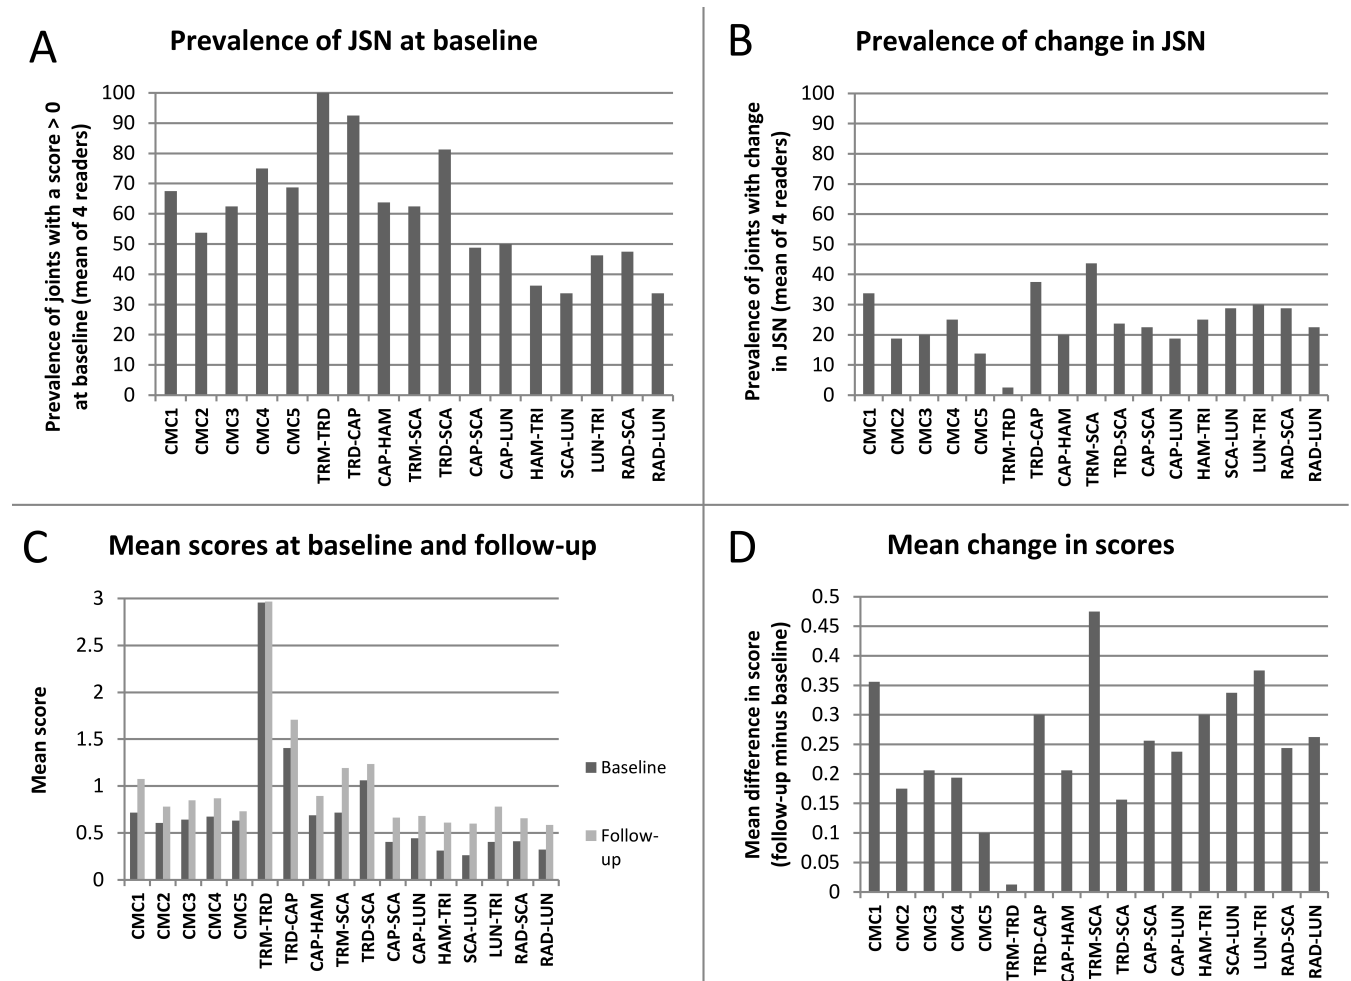 A
Prevalence of JSN at baseline
Prevalence of joints with a score > 0
at baseline (mean of 4 readers)
100
90
80
70
60
50
40
30
20
10
0
CMC1
CMC2
CMC3
CMC4
CMC5
TRM-TRD
TRD-CAP
CAP-HAM
TRM-SCA
TRD-SCA
CAP-SCA
CAP-LUN
HAM-TRI
SCA-LUN
LUN-TRI
RAD-SCA
RAD-LUN
B
Prevalence of change in JSN
Prevalence of joints with change
in JSN (mean of 4 readers)
100
90
80
70
60
50
40
30
20
10
0
CMC1
CMC2
CMC3
CMC4
CMC5
TRM-TRD
TRD-CAP
CAP-HAM
TRM-SCA
TRD-SCA
CAP-SCA
CAP-LUN
HAM-TRI
SCA-LUN
LUN-TRI
RAD-SCA
RAD-LUN
C
Mean scores at baseline and follow-up
Mean score
3
2.5
2
1.5
1
0.5
0
CMC1
CMC2
CMC3
CMC4
CMC5
TRM-TRD
TRD-CAP
CAP-HAM
TRM-SCA
TRD-SCA
CAP-SCA
CAP-LUN
HAM-TRI
SCA-LUN
LUN-TRI
RAD-SCA
RAD-LUN
Baseline
Follow-
up
D
Mean change in scores
Mean difference in score
(follow-up minus baseline)
0.5
0.45
0.4
0.35
0.3
0.25
0.2
0.15
0.1
0.05
0
CMC1
CMC2
CMC3
CMC4
CMC5
TRM-TRD
TRD-CAP
CAP-HAM
TRM-SCA
TRD-SCA
CAP-SCA
CAP-LUN
HAM-TRI
SCA-LUN
LUN-TRI
RAD-SCA
RAD-LUN